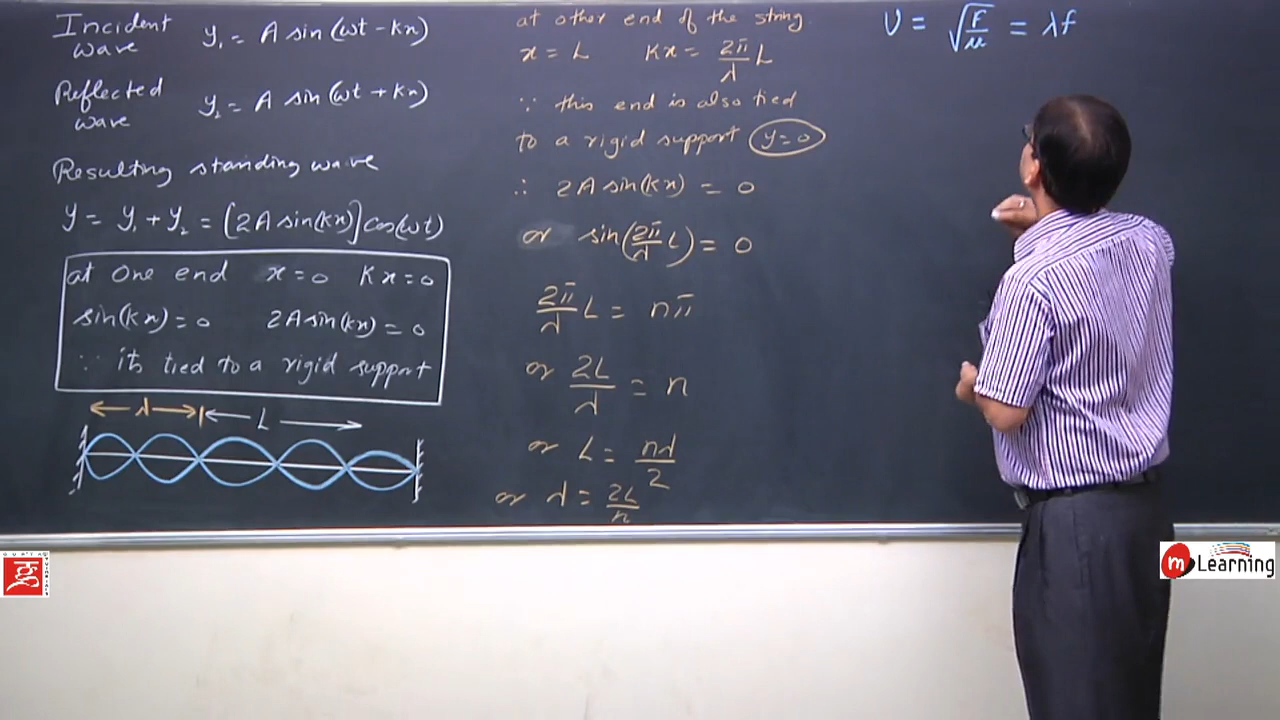 Incident wave y₁ = A sin(ωt - kx)
Reflected wave y₂ = A sin(ωt + kx)
Resulting standing wave
y = y₁ + y₂ = [2A sin(kx)] cos(ωt)
at one end x = 0 Kx = 0
sin(kx) = 0 2A sin(kx) = 0
∵ its tied to a rigid support
λ L
at other end of the string
x = L Kx = 2π/λ L
∵ this end is also tied
to a rigid support y = 0
∴ 2A sin(kx) = 0
or sin(2π/λ L) = 0
2π/λ L = nπ
or 2L/λ = n
or L = nλ/2
or λ = 2L/n
v = √(F/μ) = λf
m Learning